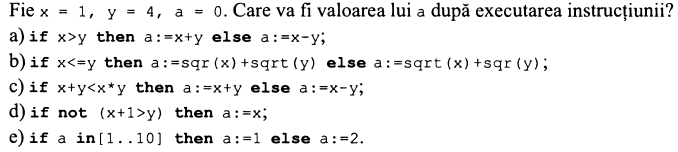 Fie x = 1, y = 4, a = 0. Care va fi valoarea lui a după executarea instrucțiunii?
a) if x>y then a:=x+y else a:=x-y;
b) if x<=y then a:=sqr(x)+sqrt(y) else a:=sqrt(x)+sqr(y);
c) if x+y<x*y then a:=x+y else a:=x-y;
d) if not (x+1>y) then a:=x;
e) if a in[1..10] then a:=1 else a:=2.